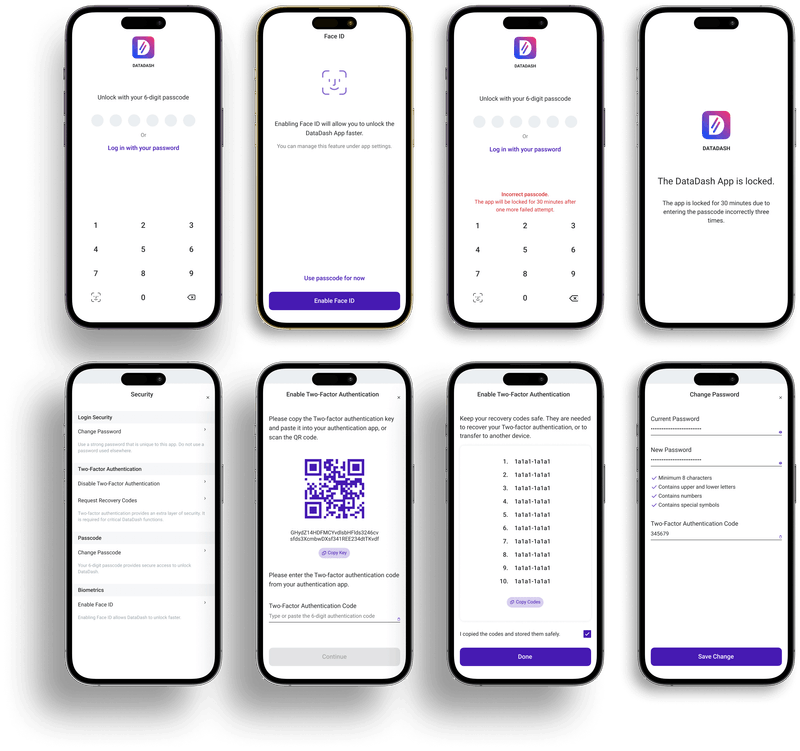 DATADASH
Unlock with your 6-digit passcode
Or
Log in with your password
1 2 3
4 5 6
7 8 9
0
Face ID
Enabling Face ID will allow you to unlock the
DataDash App faster.
You can manage this feature under app settings.
Use passcode for now
Enable Face ID
DATADASH
Unlock with your 6-digit passcode
Or
Log in with your password
Incorrect passcode.
The app will be locked for 30 minutes after
one more failed attempt.
1 2 3
4 5 6
7 8 9
0
DATADASH
The DataDash App is locked.
The app is locked for 30 minutes due to
entering the passcode incorrectly three
times.
Security
Login Security
Change Password
Use a strong password that is unique to this app. Do not use a
password used elsewhere.
Two-Factor Authentication
Disable Two-Factor Authentication
Request Recovery Codes
Two-factor authentication provides an extra layer of security. It
is required for critical DataDash functions.
Passcode
Change Passcode
Your 6-digit passcode provides secure access to unlock
DataDash.
Biometrics
Enable Face ID
Enabling Face ID allows DataDash to unlock faster.
Enable Two-Factor Authentication
Please copy the Two-factor authentication key
and paste it into your authentication app, or
scan the QR code.
Copy Key
Please enter the Two-factor authentication code
from your authentication app.
Two-Factor Authentication Code
Type or paste the 6-digit authentication code
Continue
Enable Two-Factor Authentication
Keep your recovery codes safe. They are needed
to recover your Two-Factor authentication, or to
transfer to another device.
1. 1a1a1-1a1a1
2. 1a1a1-1a1a1
3. 1a1a1-1a1a1
4. 1a1a1-1a1a1
5. 1a1a1-1a1a1
6. 1a1a1-1a1a1
7. 1a1a1-1a1a1
8. 1a1a1-1a1a1
9. 1a1a1-1a1a1
10. 1a1a1-1a1a1
Copy Codes
I copied the codes and stored them safely.
Done
Change Password
Current Password
New Password
Minimum 8 characters
Contains upper and lower letters
Contains numbers
Contains special symbols
Two-Factor Authentication Code
345679
Save Change